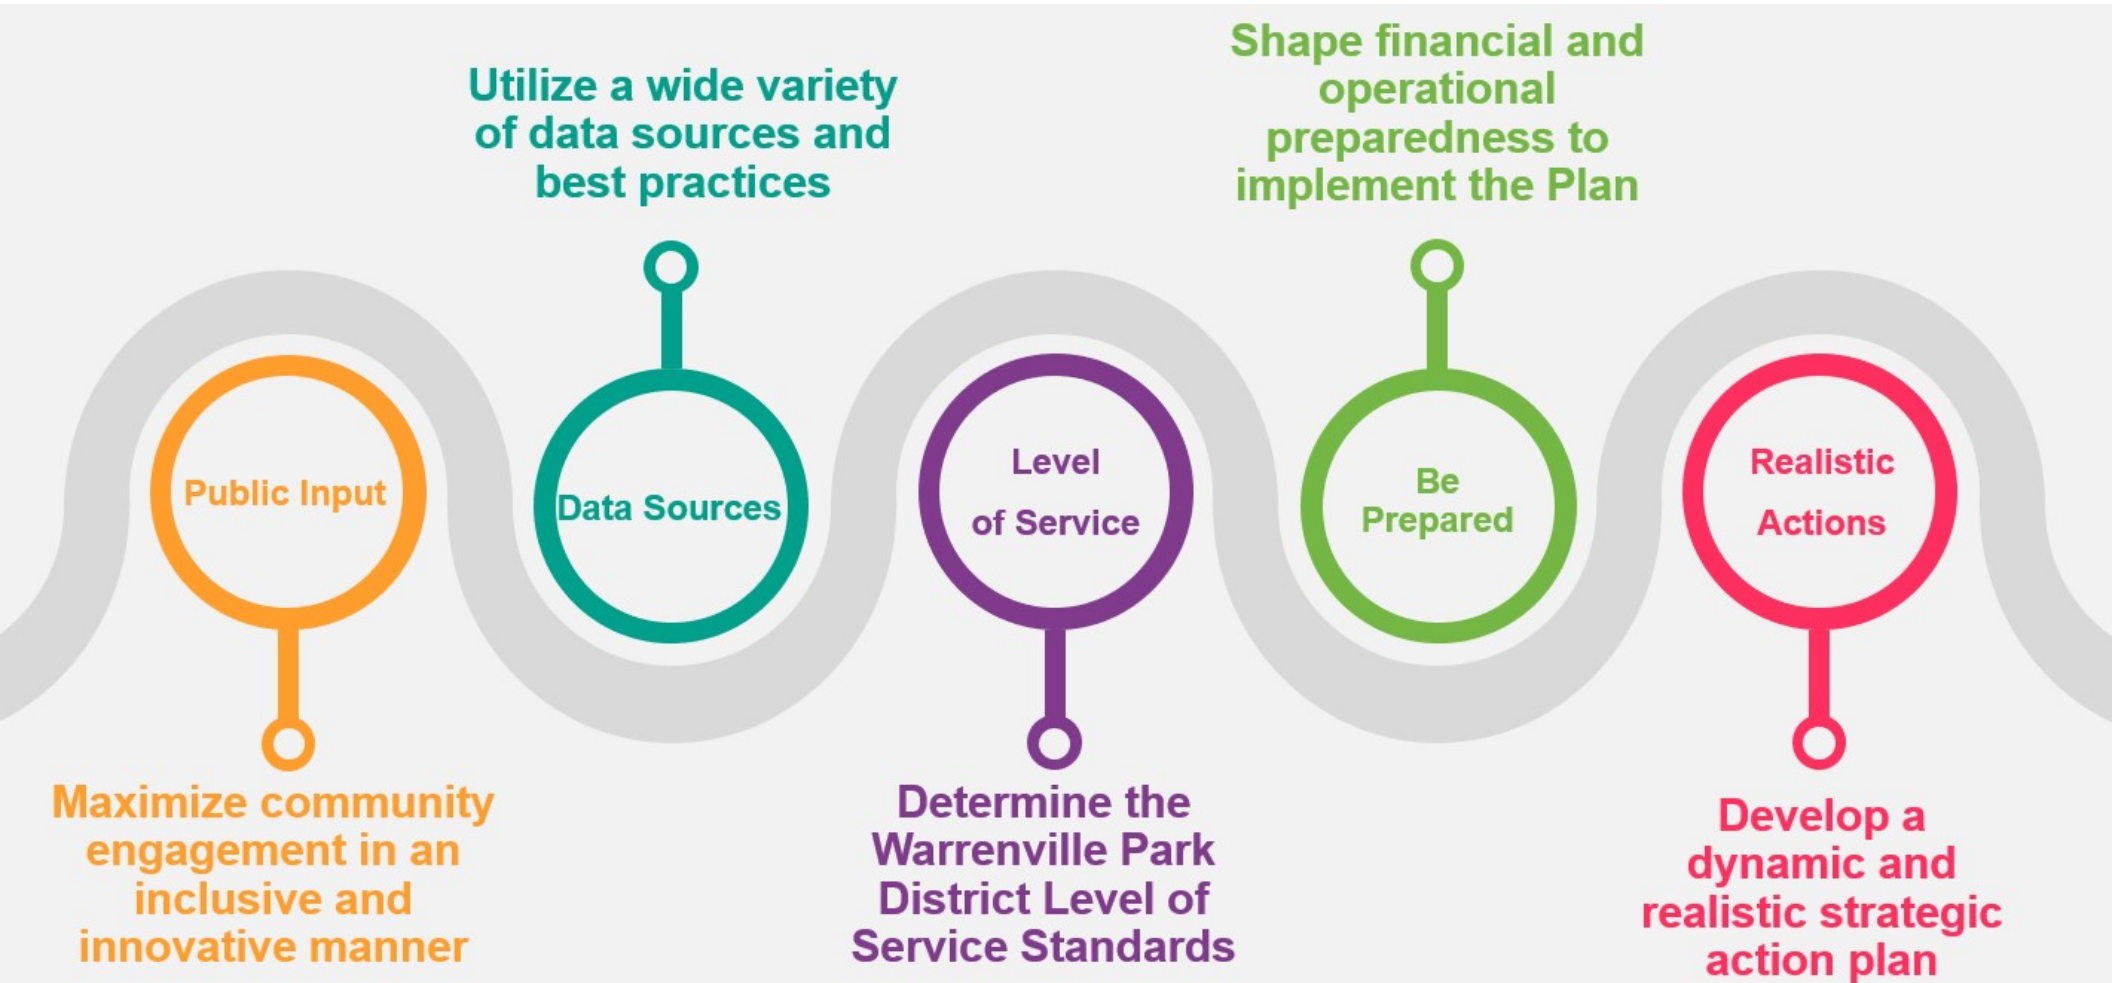 Public Input
Maximize community
engagement in an
inclusive and
innovative manner
Utilize a wide variety
of data sources and
best practices
Data Sources
Level
of Service
Determine the
Warrenville Park
District Level of
Service Standards
Shape financial and
operational
preparedness to
implement the Plan
Be
Prepared
Realistic
Actions
Develop a
dynamic and
realistic strategic
action plan